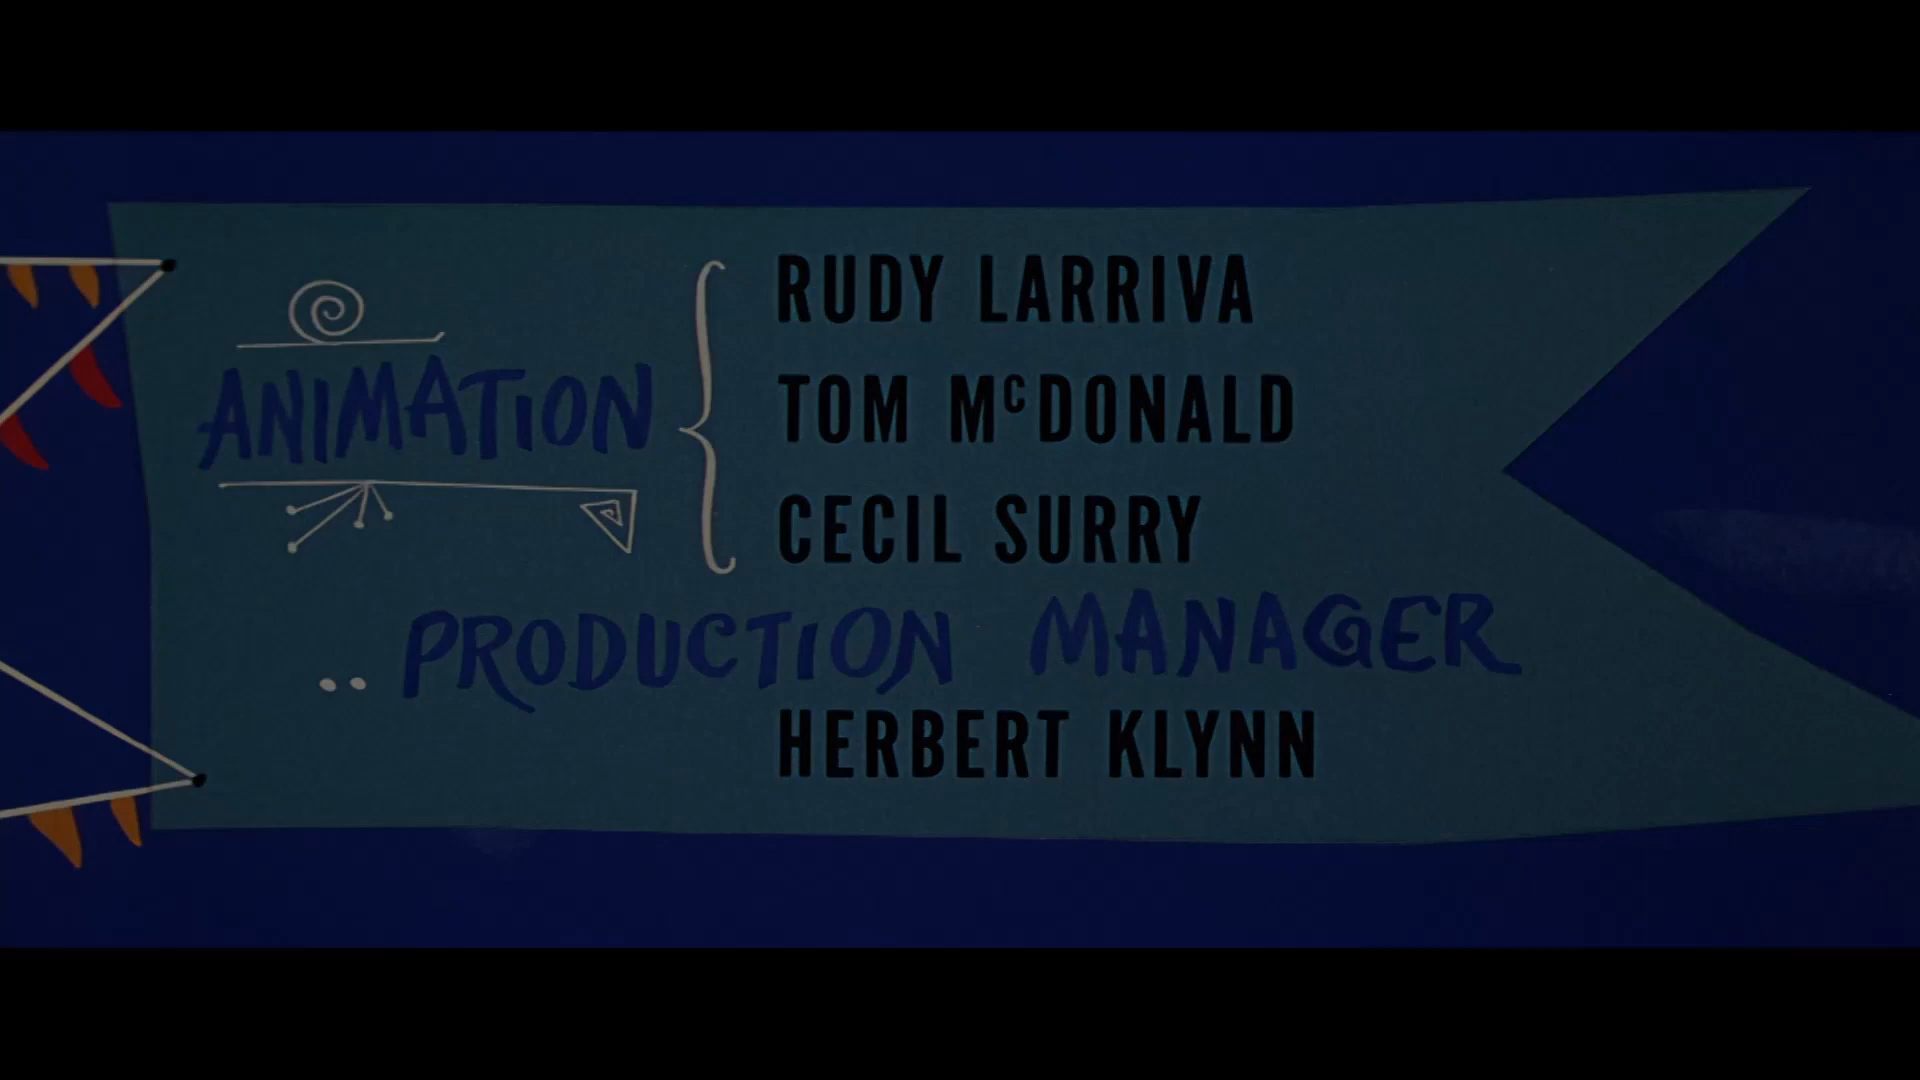 ANIMATION
RUDY LARRIVA
TOM McDONALD
CECIL SURRY
.. PRODUCTION MANAGER
HERBERT KLYNN